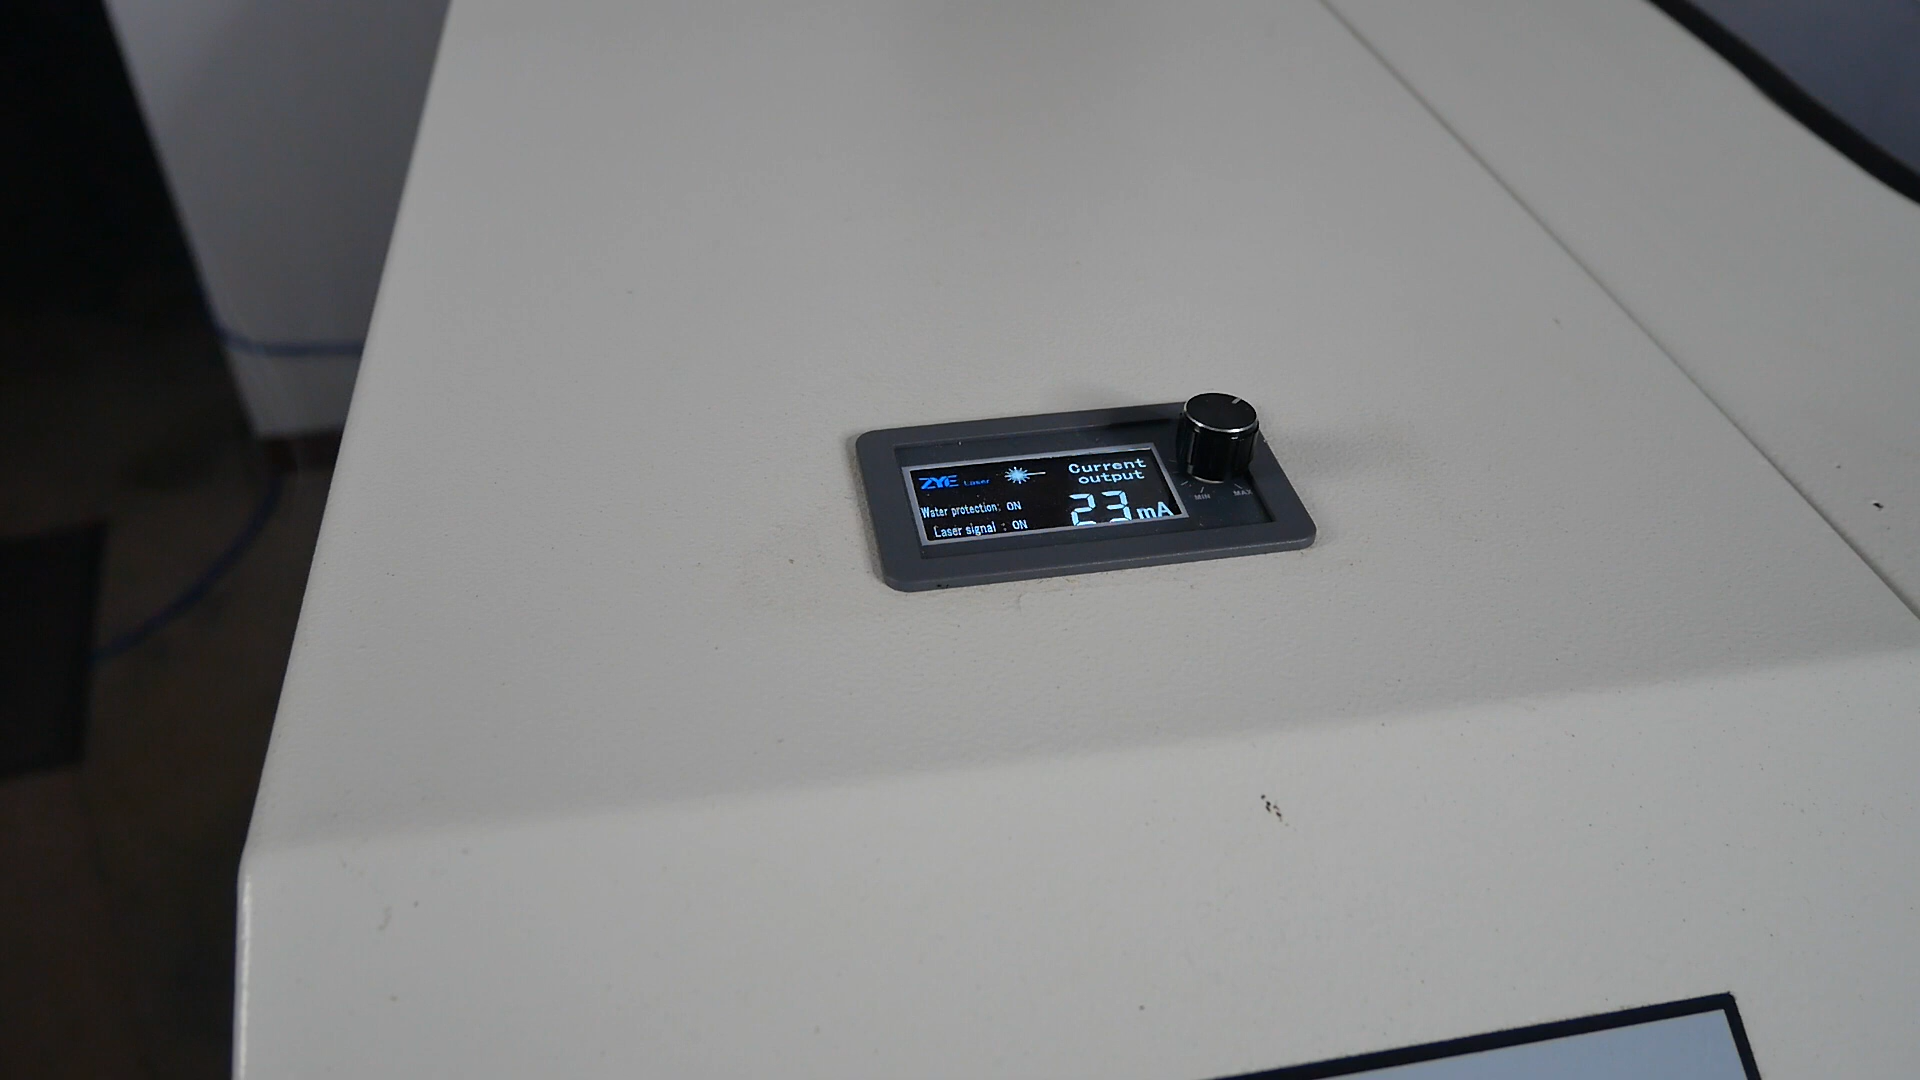 ZYE Laser
Current
output
23 mA
Water protection: ON
Laser signal : ON
MIN
MAX